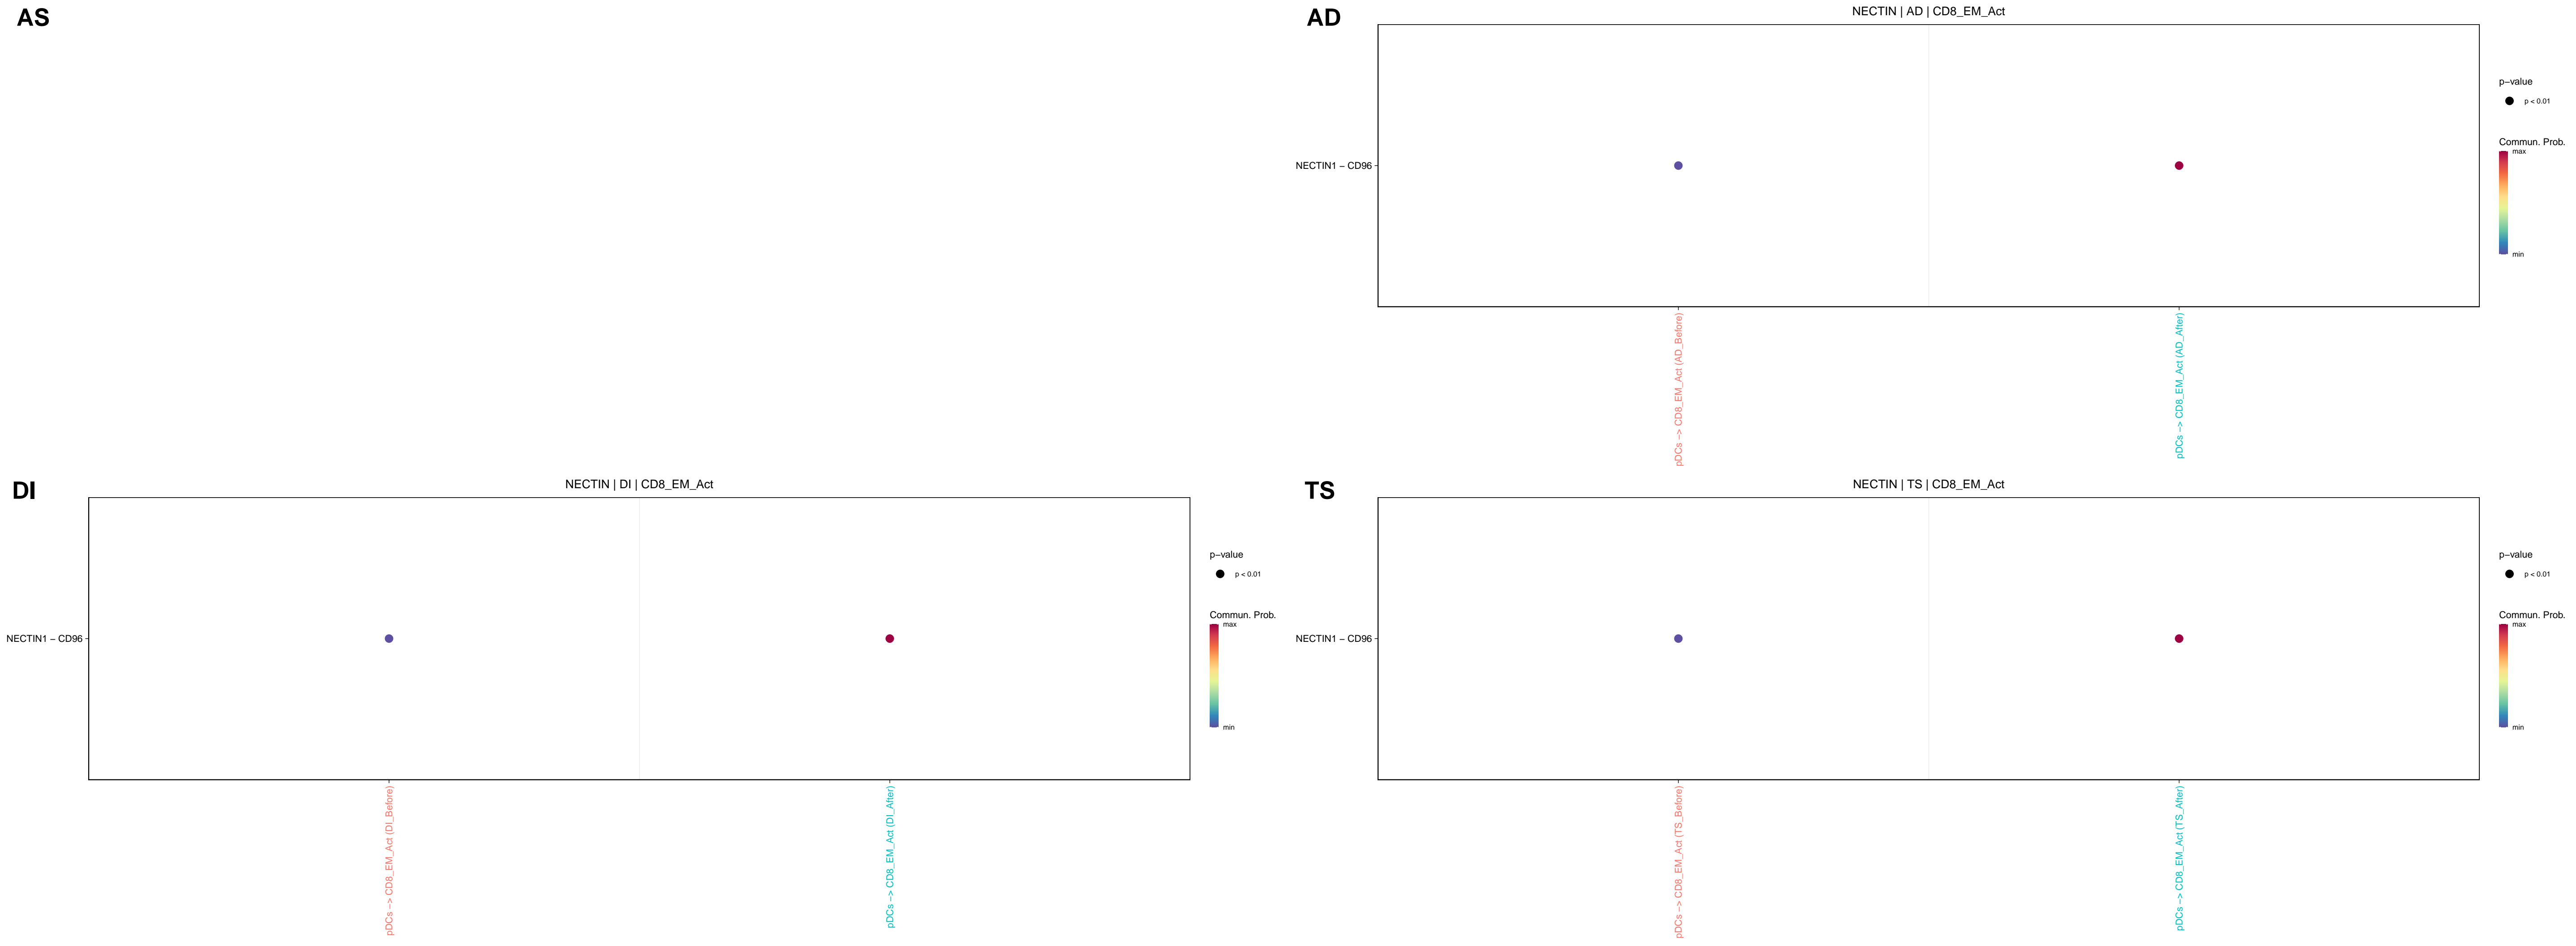 AS
AD
NECTIN | AD | CD8_EM_Act
NECTIN1 − CD96
pDCs −> CD8_EM_Act (AD_Before)
pDCs −> CD8_EM_Act (AD_After)
p−value
p < 0.01
Commun. Prob.
max
min
DI
NECTIN | DI | CD8_EM_Act
NECTIN1 − CD96
pDCs −> CD8_EM_Act (DI_Before)
pDCs −> CD8_EM_Act (DI_After)
p−value
p < 0.01
Commun. Prob.
max
min
TS
NECTIN | TS | CD8_EM_Act
NECTIN1 − CD96
pDCs −> CD8_EM_Act (TS_Before)
pDCs −> CD8_EM_Act (TS_After)
p−value
p < 0.01
Commun. Prob.
max
min